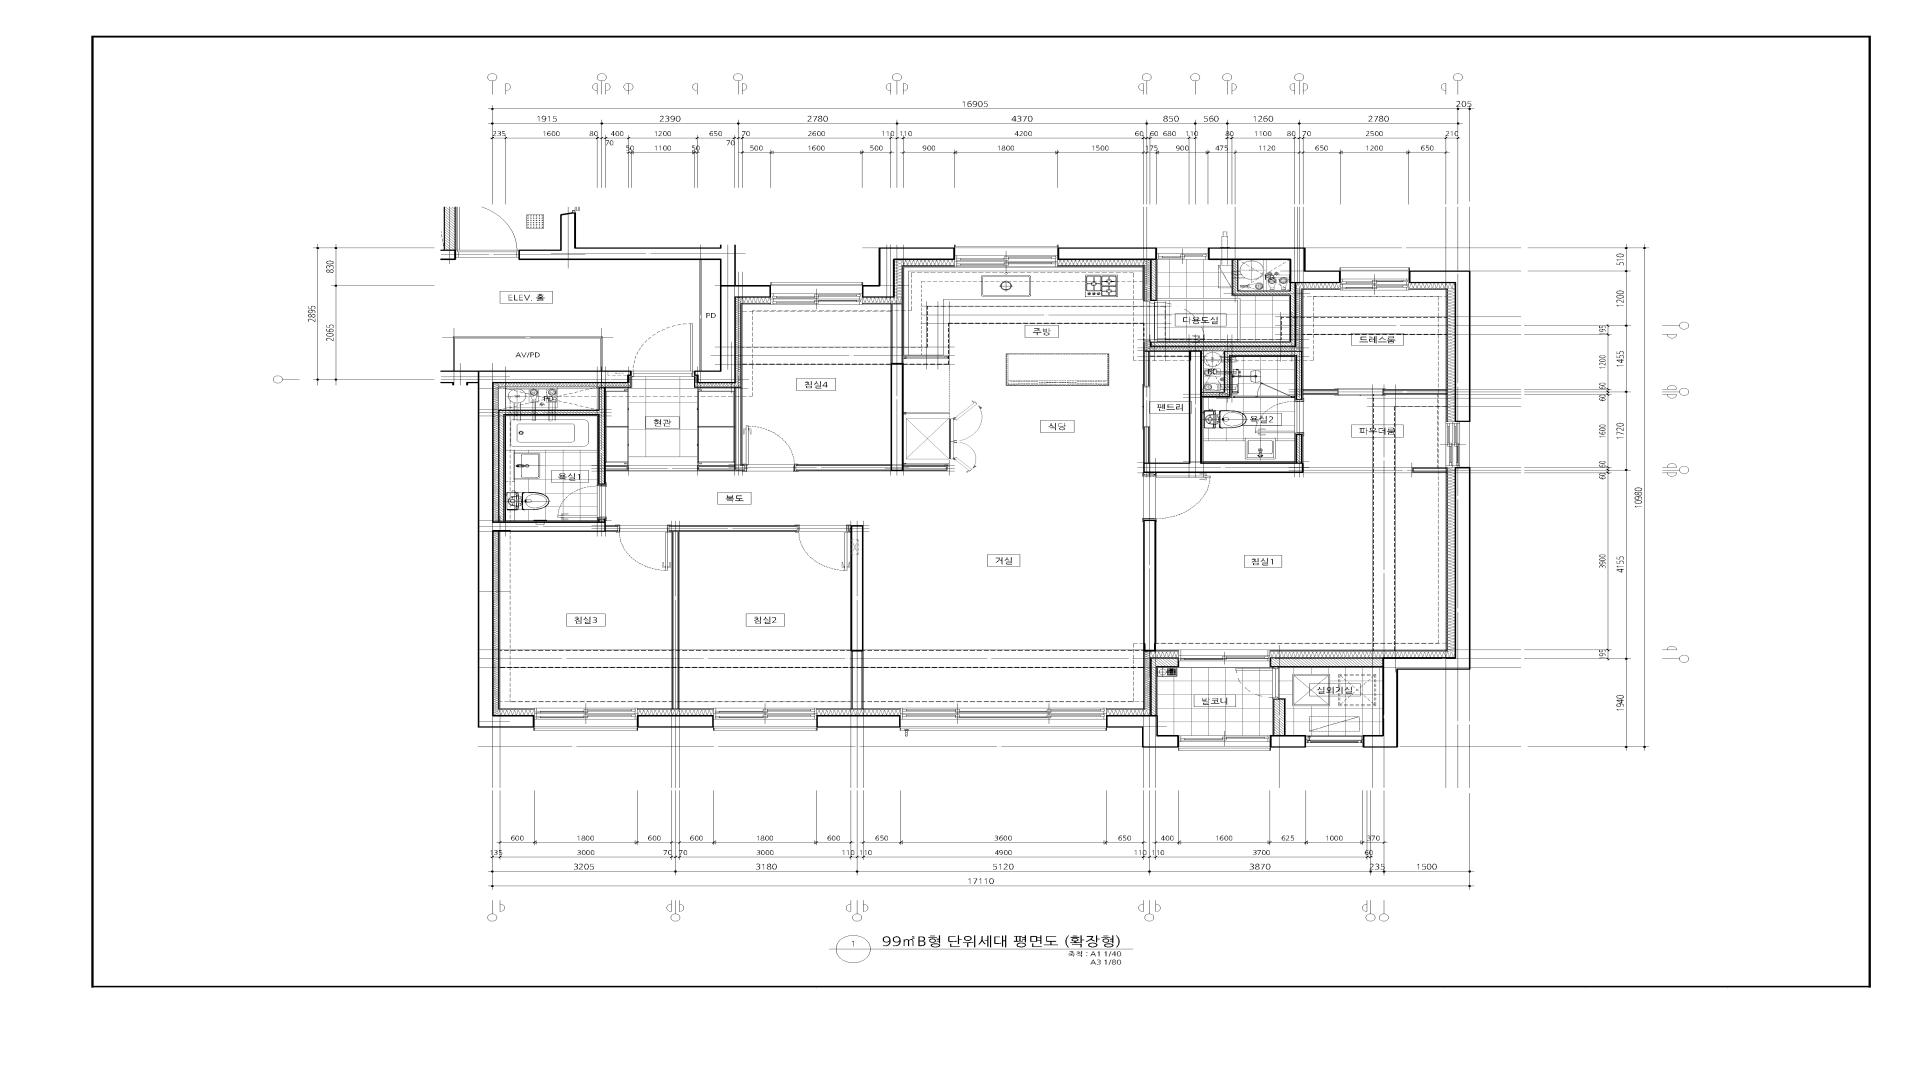 16905 205
1915 2390 2780 4370 850 560 1260 2780
235 1600 80 400 1200 650 70 2600 110 110 4200 60 60 680 110 80 1100 80 70 2500 210
70 50 1100 50 70 500 1600 500 900 1800 1500 175 900 475 1120 650 1200 650
830
2895
2065
ELEV. 홀
PD
AV/PD
주방
다용도실
드레스룸
침실4
현관
식당
팬트리
욕실2
파우더룸
욕실1
복도
거실
침실1
침실3
침실2
발코니
실외기실
510
1200
195
1200 1455
60
60
1600 1720
60
60
10980
3900 4155
195
1940
600 1800 600 600 1800 600 650 3600 650 400 1600 625 1000 370
135 3000 70 70 3000 110 110 4900 110 110 3700 60
3205 3180 5120 3870 235 1500
17110
1
99㎡B형 단위세대 평면도 (확장형)
축척 : A1 1/40
A3 1/80